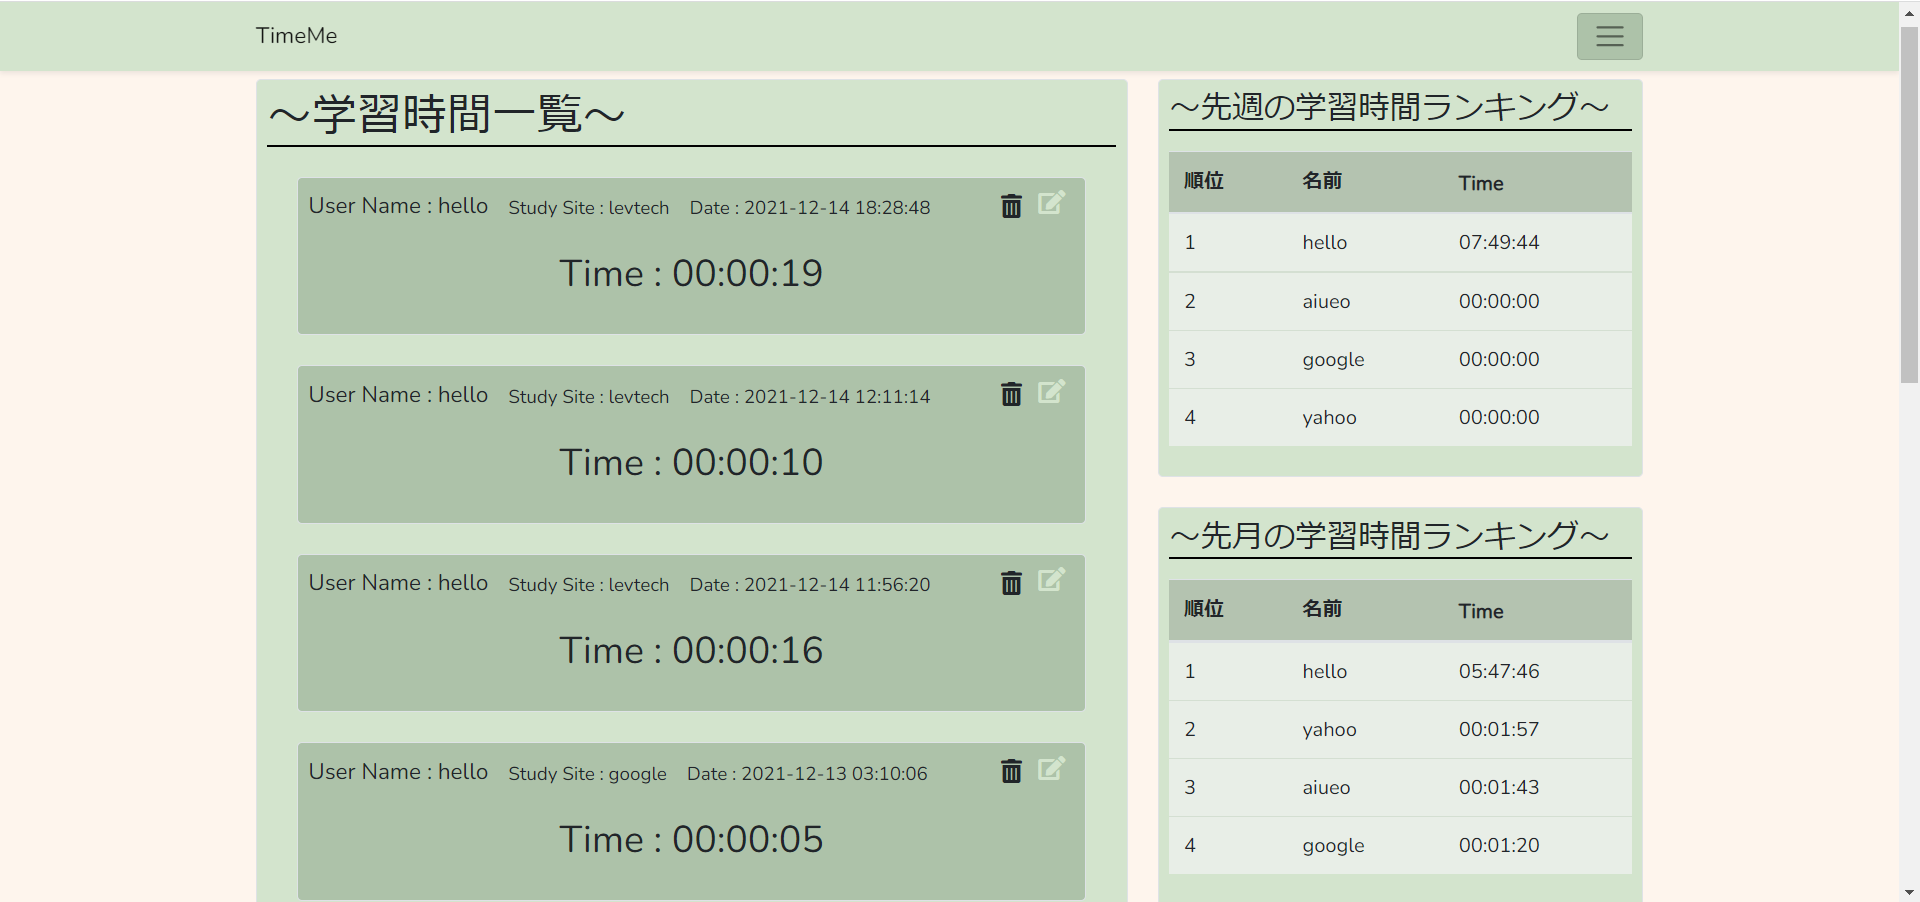 TimeMe
～学習時間一覧～
User Name : hello Study Site : levtech Date : 2021-12-14 18:28:48
Time : 00:00:19
User Name : hello Study Site : levtech Date : 2021-12-14 12:11:14
Time : 00:00:10
User Name : hello Study Site : levtech Date : 2021-12-14 11:56:20
Time : 00:00:16
User Name : hello Study Site : google Date : 2021-12-13 03:10:06
Time : 00:00:05
～先週の学習時間ランキング～
順位 名前 Time
1 hello 07:49:44
2 aiueo 00:00:00
3 google 00:00:00
4 yahoo 00:00:00
～先月の学習時間ランキング～
順位 名前 Time
1 hello 05:47:46
2 yahoo 00:01:57
3 aiueo 00:01:43
4 google 00:01:20